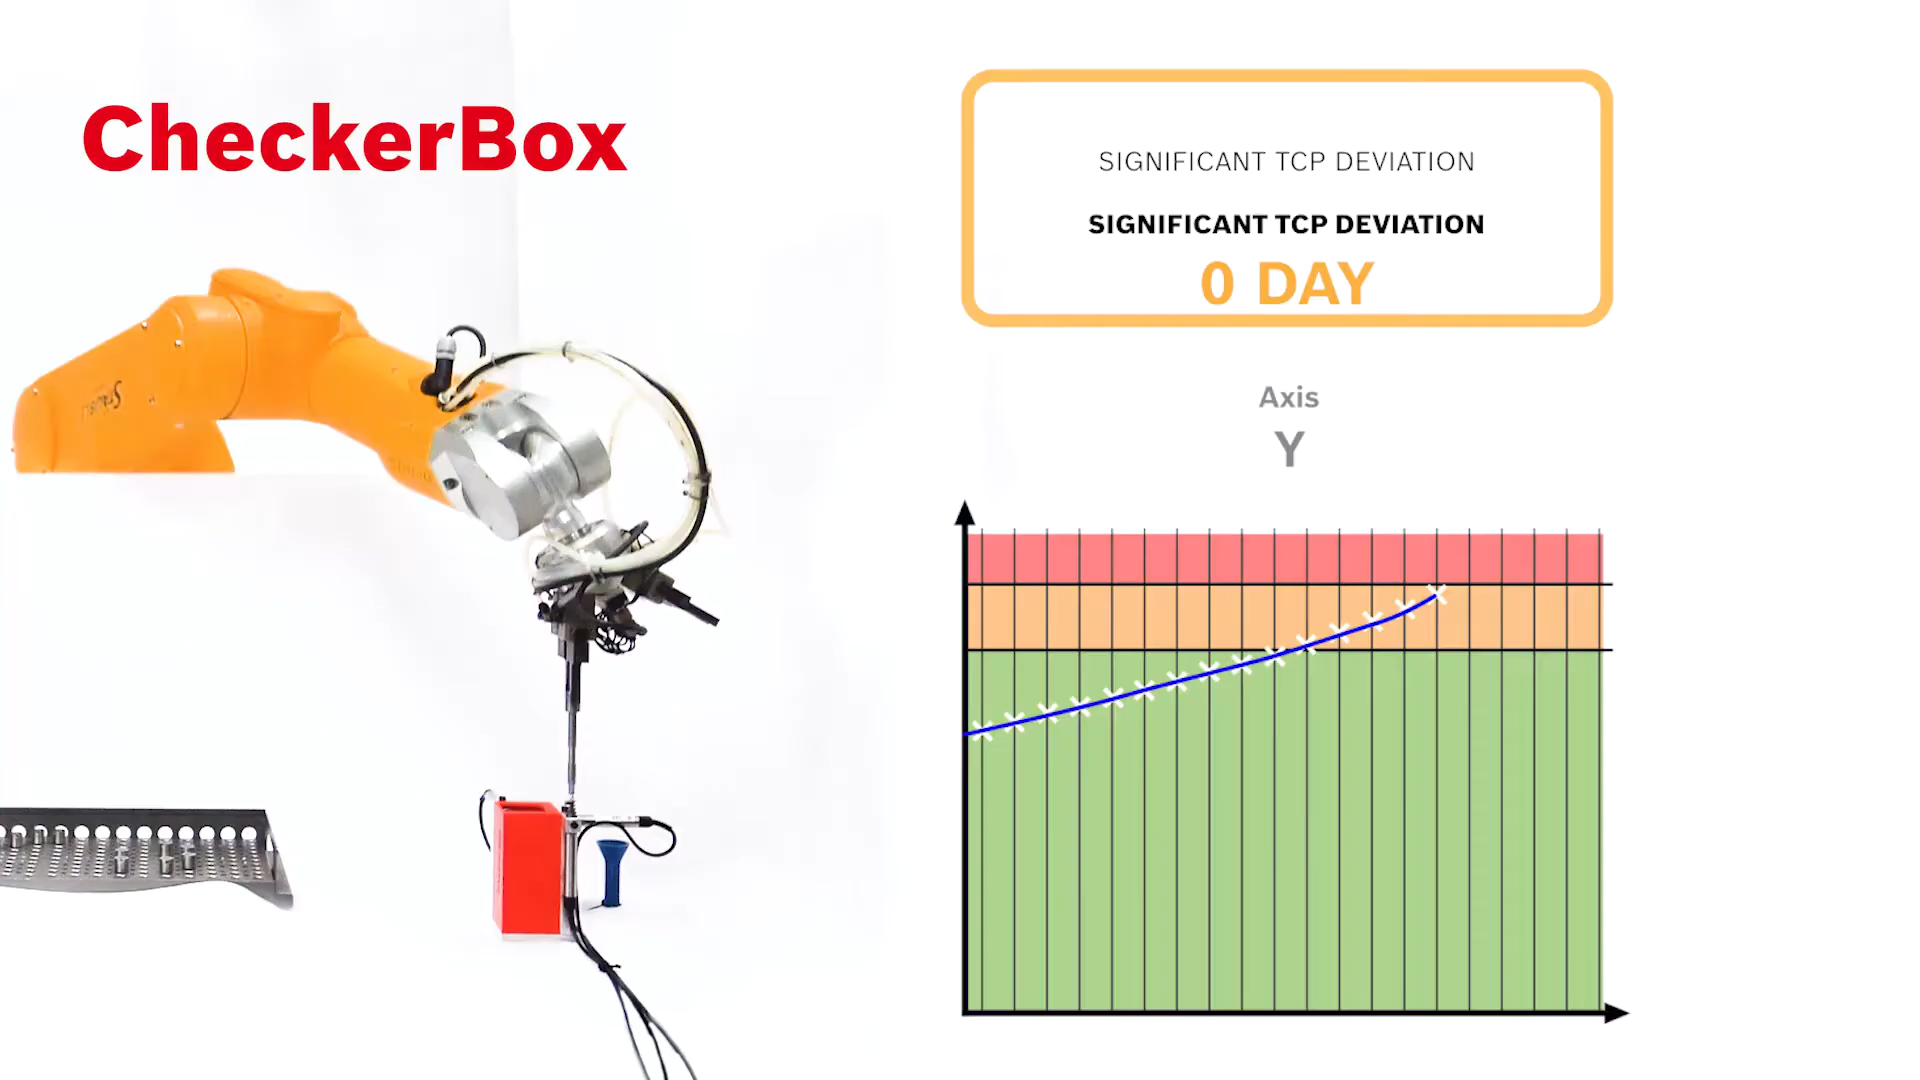 CheckerBox
SIGNIFICANT TCP DEVIATION
SIGNIFICANT TCP DEVIATION
0 DAY
Axis
Y